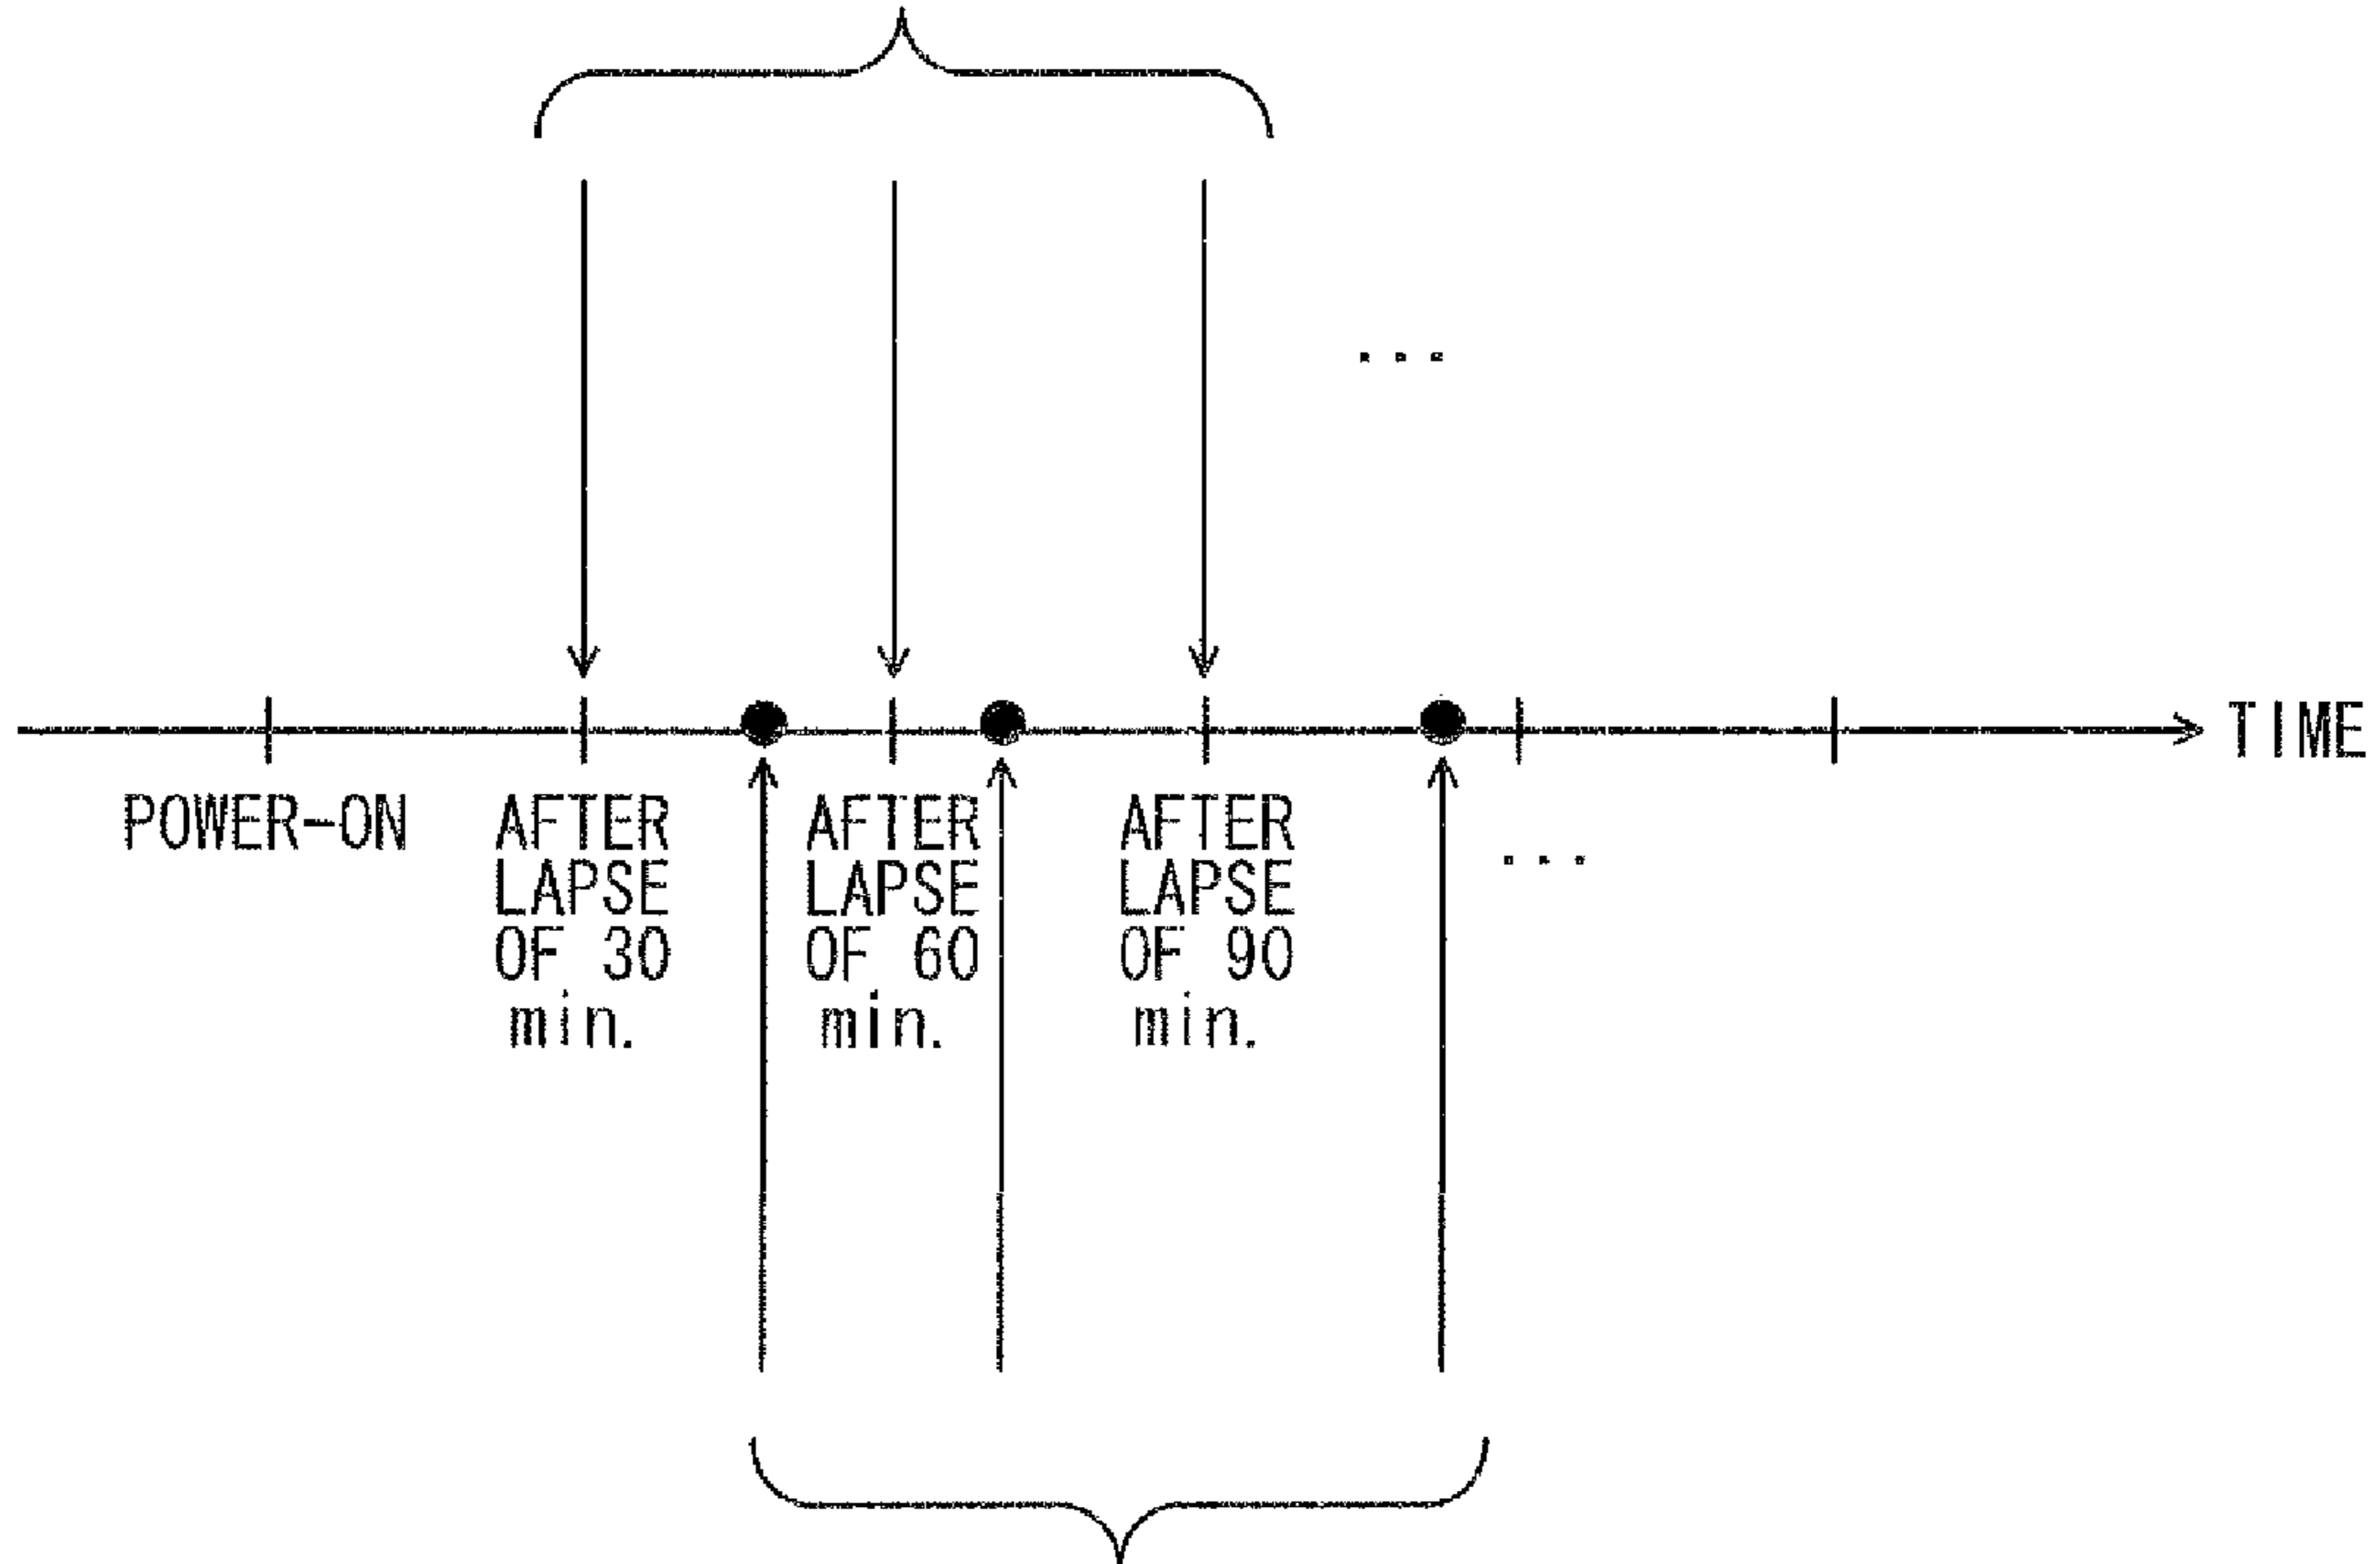 ...
TIME
POWER-ON
AFTER
LAPSE
OF 30
min.
AFTER
LAPSE
OF 60
min.
AFTER
LAPSE
OF 90
min.
...